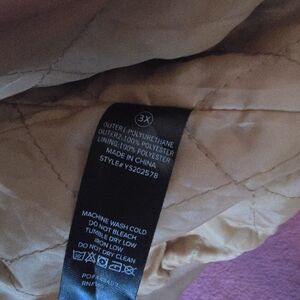 3X
OUTER1:POLYURETHANE
OUTER2:100% POLYESTER
LINING:100% POLYESTER
MADE IN CHINA
STYLE# YS202578
MACHINE WASH COLD
DO NOT BLEACH
TUMBLE DRY LOW
IRON LOW
DO NOT DRY CLEAN